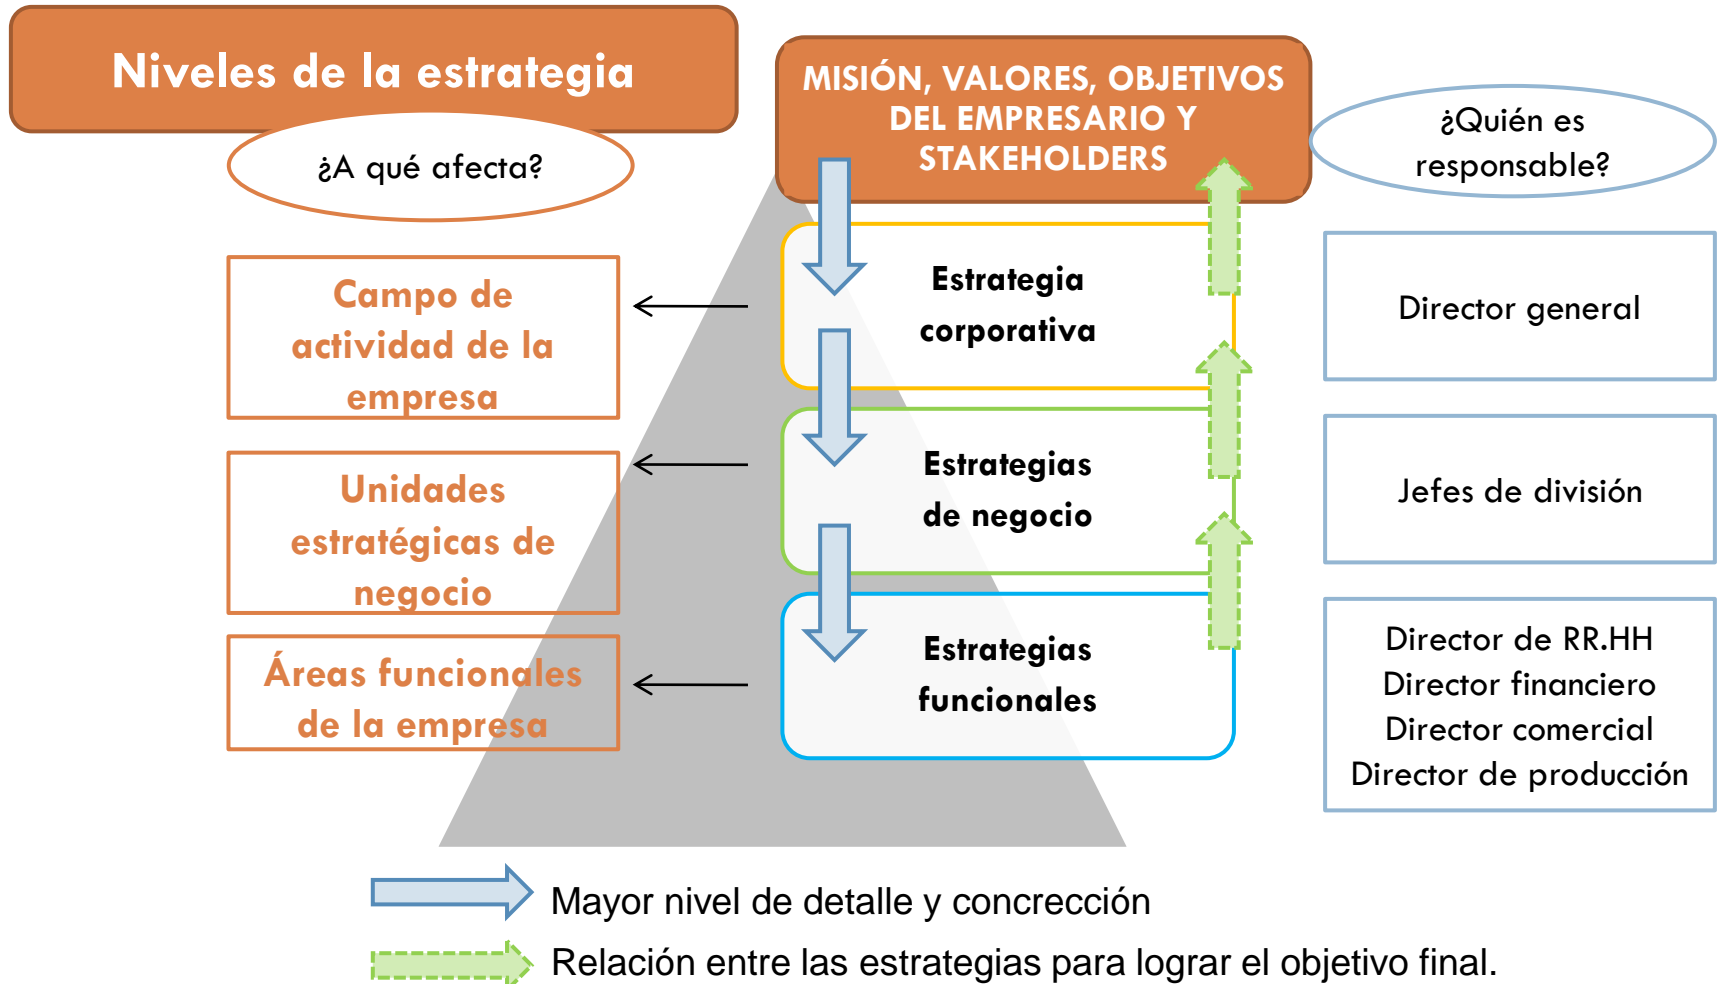 Niveles de la estrategia
MISIÓN, VALORES, OBJETIVOS
DEL EMPRESARIO Y
STAKEHOLDERS
¿A qué afecta?
¿Quién es
responsable?
Campo de
actividad de la
empresa
Estrategia
corporativa
Director general
Unidades
estratégicas de
negocio
Estrategias
de negocio
Jefes de división
Áreas funcionales
de la empresa
Estrategias
funcionales
Director de RR.HH
Director financiero
Director comercial
Director de producción
Mayor nivel de detalle y concrección
Relación entre las estrategias para lograr el objetivo final.